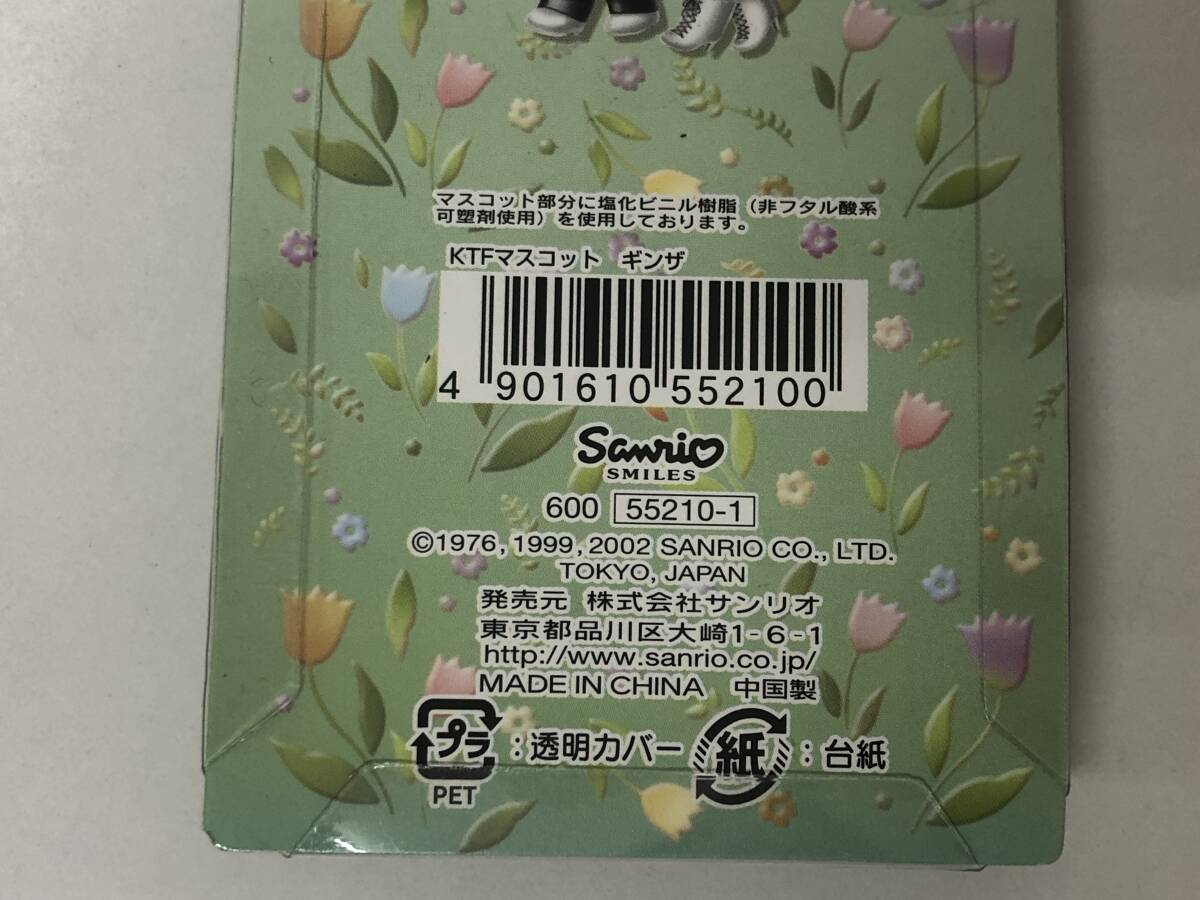 マスコット部分に塩化ビニル樹脂（非フタル酸系
可塑剤使用）を使用しております。
KTFマスコット　ギンザ
4 901610 552100
Sanrio
SMILES
600 55210-1
©1976,1999,2002 SANRIO CO., LTD.
TOKYO, JAPAN
発売元 株式会社サンリオ
東京都品川区大崎1-6-1
http://www.sanrio.co.jp/
MADE IN CHINA 中国製
プラ：透明カバー 紙：台紙
PET